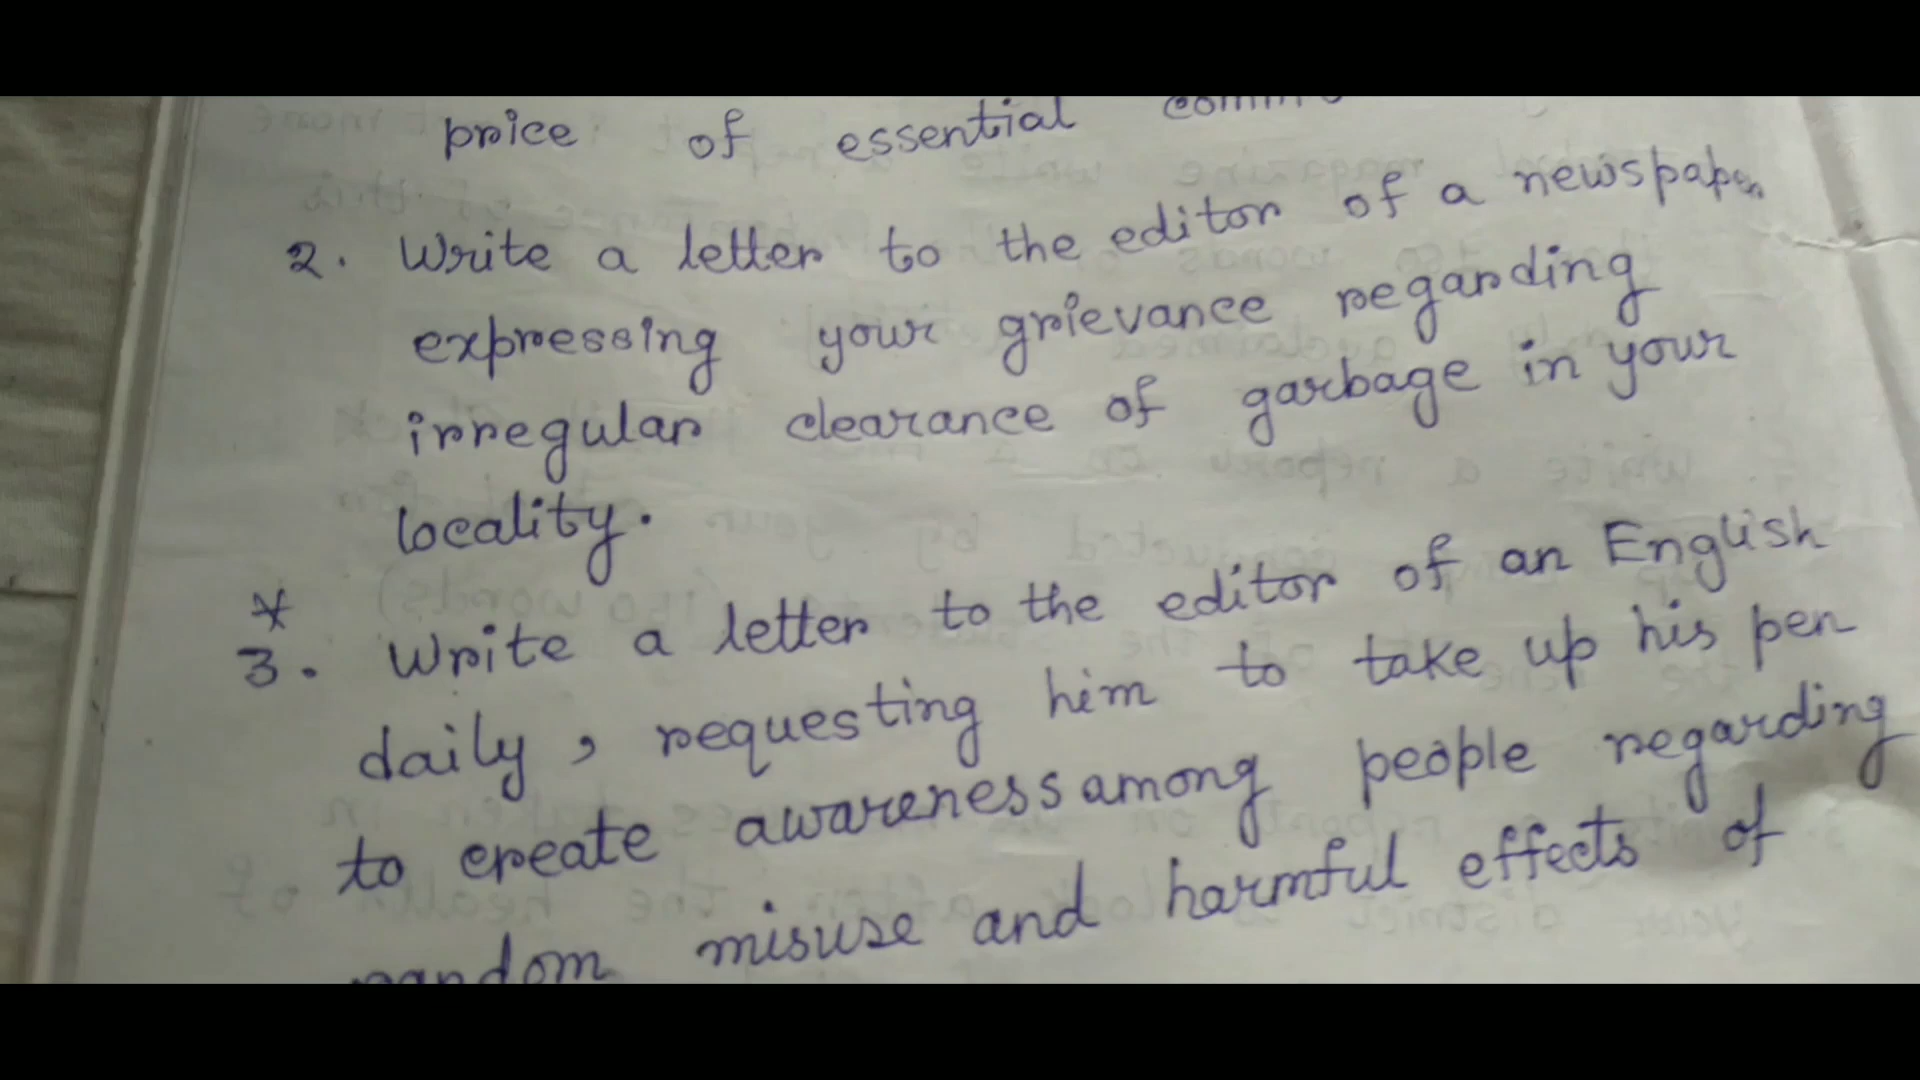 price of essential
2. Write a letter to the editor of a newspaper
expressing your grievance regarding
irregular clearance of garbage in your
locality.
*
3. Write a letter to the editor of an English
daily, requesting him to take up his pen
to create awareness among people regarding
random misuse and harmful effects of